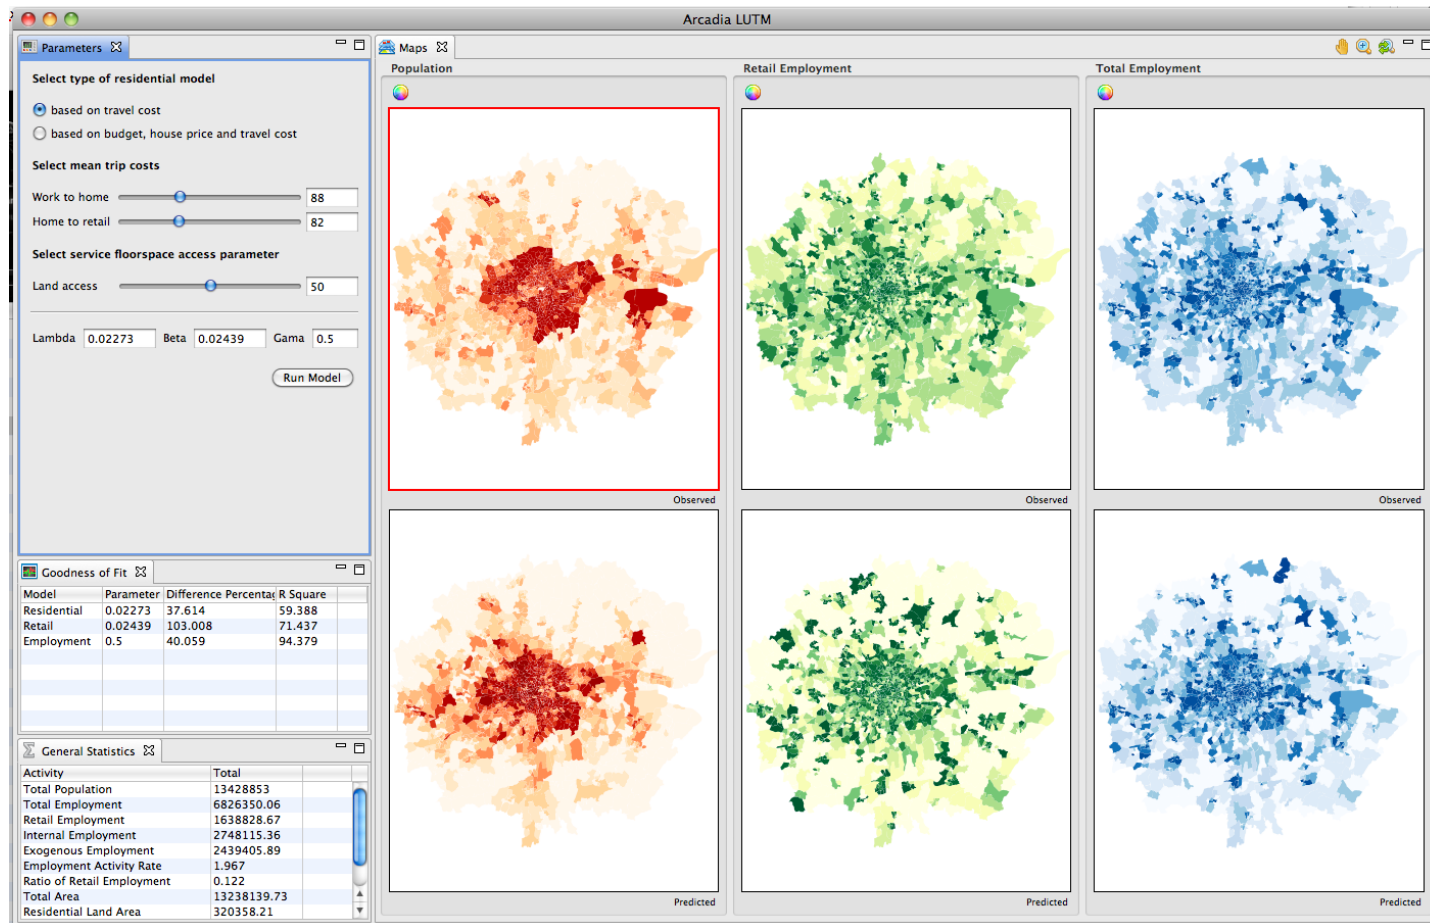 Arcadia LUTM
Parameters
Select type of residential model
based on travel cost
based on budget, house price and travel cost
Select mean trip costs
Work to home 88
Home to retail 82
Select service floorspace access parameter
Land access 50
Lambda 0.02273 Beta 0.02439 Gama 0.5
Run Model
Goodness of Fit
Model Parameter Difference Percentag R Square
Residential 0.02273 37.614 59.388
Retail 0.02439 103.008 71.437
Employment 0.5 40.059 94.379
General Statistics
Activity Total
Total Population 13428853
Total Employment 6826350.06
Retail Employment 1638828.67
Internal Employment 2748115.36
Exogenous Employment 2439405.89
Employment Activity Rate 1.967
Ratio of Retail Employment 0.122
Total Area 13238139.73
Residential Land Area 320358.21
Maps
Population Retail Employment Total Employment
Observed Observed Observed
Predicted Predicted Predicted